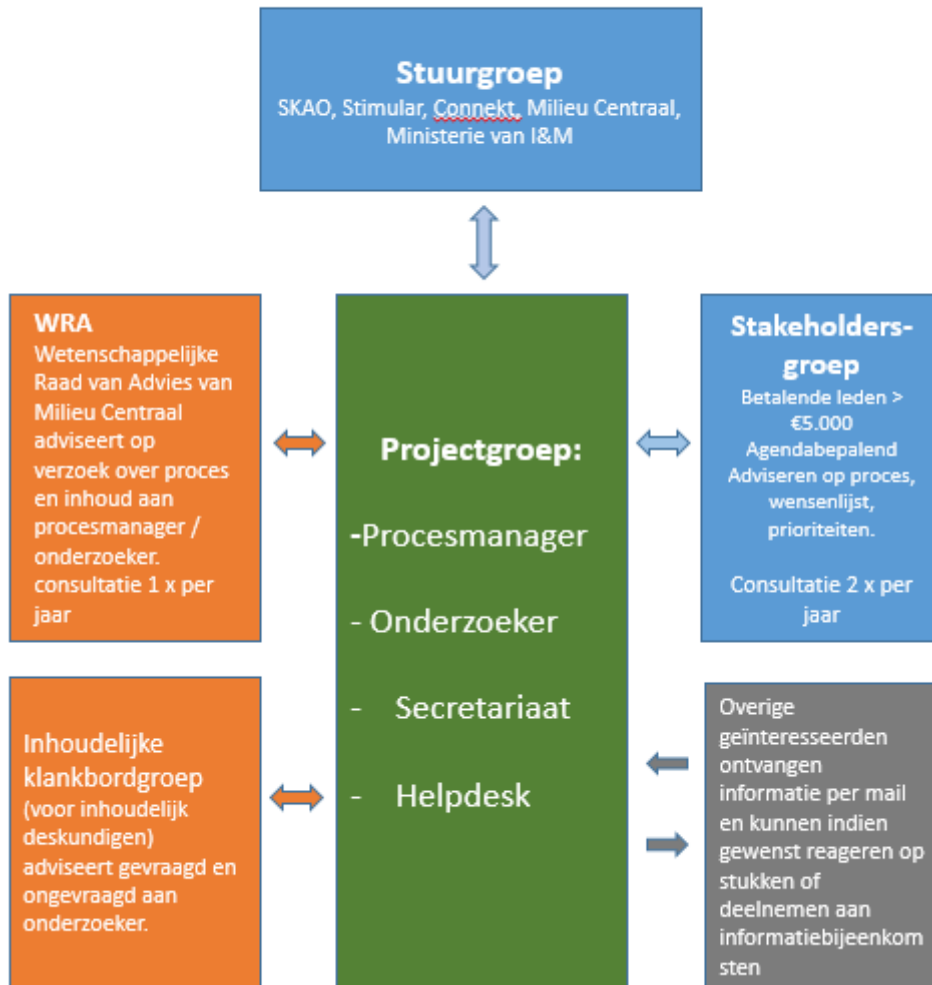 Stuurgroep
SKAO, Stimular, Connekt, Milieu Centraal,
Ministerie van I&M
WRA
Wetenschappelijke
Raad van Advies van
Milieu Centraal
adviseert op
verzoek over proces
en inhoud aan
procesmanager /
onderzoeker.
consultatie 1 x per
jaar
Projectgroep:
-Procesmanager
- Onderzoeker
- Secretariaat
- Helpdesk
Stakeholders-
groep
Betalende leden >
€5.000
Agendabepalend
Adviseren op proces,
wensenlijst,
prioriteiten.
Consultatie 2 x per
jaar
Inhoudelijke
klankbordgroep
(voor inhoudelijk
deskundigen)
adviseert gevraagd en
ongevraagd aan
onderzoeker.
Overige
geïnteresseerden
ontvangen
informatie per mail
en kunnen indien
gewenst reageren op
stukken of
deelnemen aan
informatiebijeenkom
sten